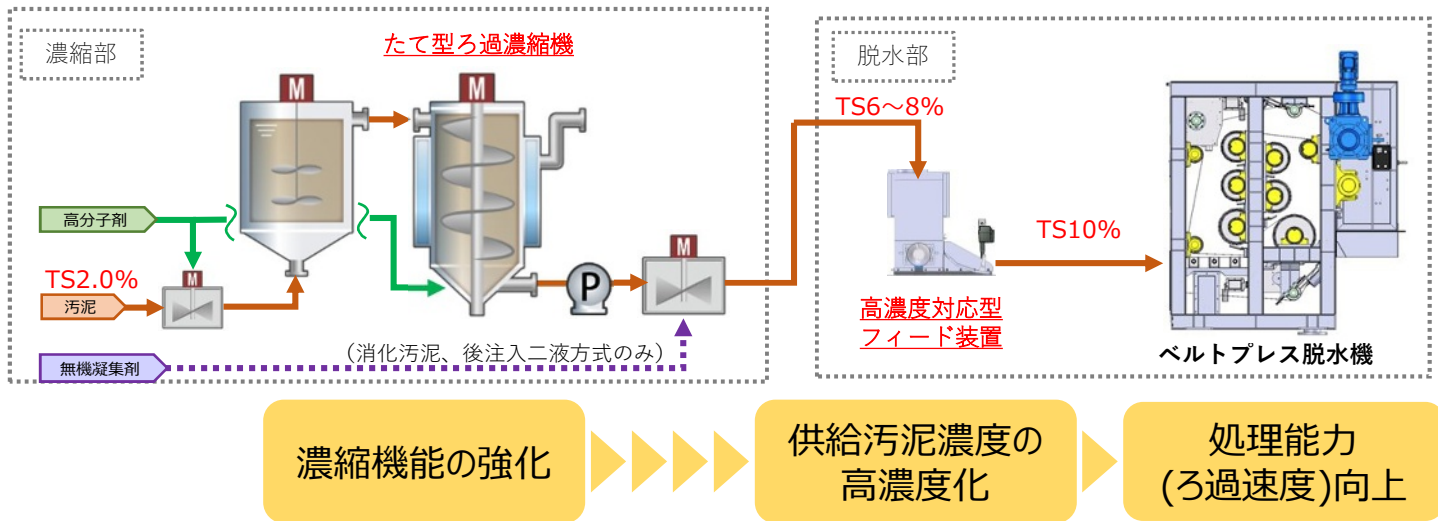 濃縮部
たて型ろ過濃縮機
M
M
高分子剤
TS2.0%
M
汚泥
P
M
(消化汚泥、後注入二液方式のみ)
無機凝集剤
脱水部
TS6~8%
TS10%
高濃度対応型
フィード装置
ベルトプレス脱水機
濃縮機能の強化
供給汚泥濃度の
高濃度化
処理能力
(ろ過速度)向上